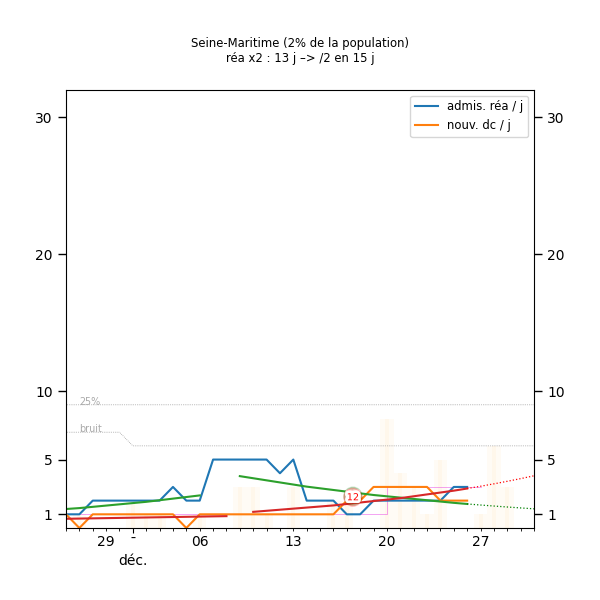 Seine-Maritime (2% de la population)
réa x2 : 13 j –> /2 en 15 j
admis. réa / j
nouv. dc / j
30 30
20 20
10 10
25%
bruit
5 5
12
1 1
29 - 06 13 20 27
déc.